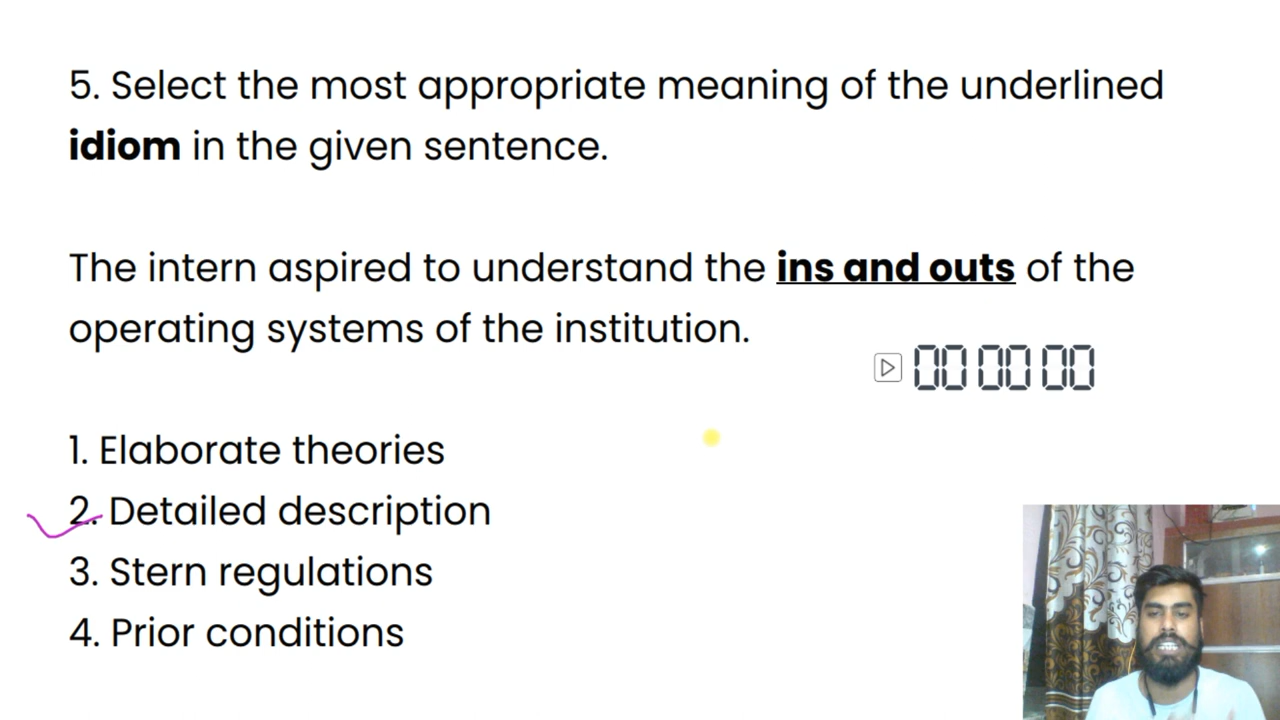 5. Select the most appropriate meaning of the underlined
idiom in the given sentence.
The intern aspired to understand the ins and outs of the
operating systems of the institution.
00 00 00
1. Elaborate theories
2. Detailed description
3. Stern regulations
4. Prior conditions